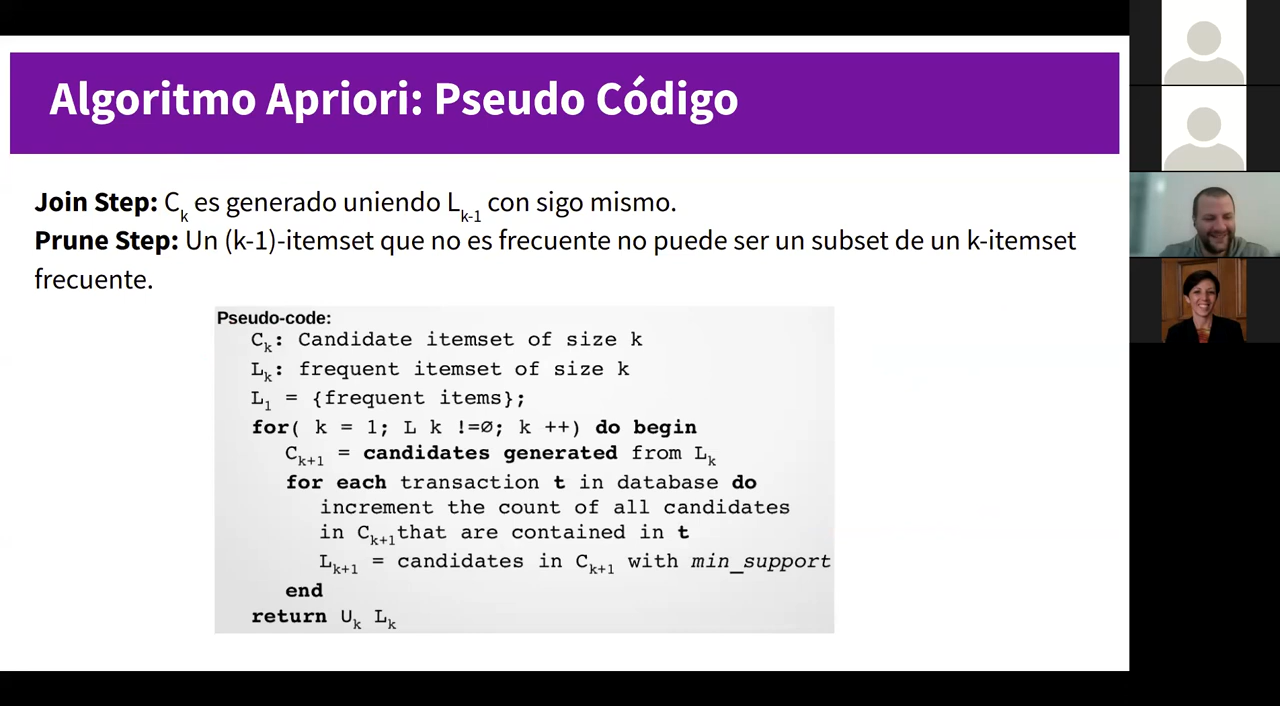 Algoritmo Apriori: Pseudo Código
Join Step: Ck es generado uniendo Lk-1 con sigo mismo.
Prune Step: Un (k-1)-itemset que no es frecuente no puede ser un subset de un k-itemset
frecuente.
Pseudo-code:
Ck: Candidate itemset of size k
Lk: frequent itemset of size k
L1 = {frequent items};
for( k = 1; L k !=∅; k ++) do begin
Ck+1 = candidates generated from Lk
for each transaction t in database do
increment the count of all candidates
in Ck+1that are contained in t
Lk+1 = candidates in Ck+1 with min_support
end
return Uk Lk